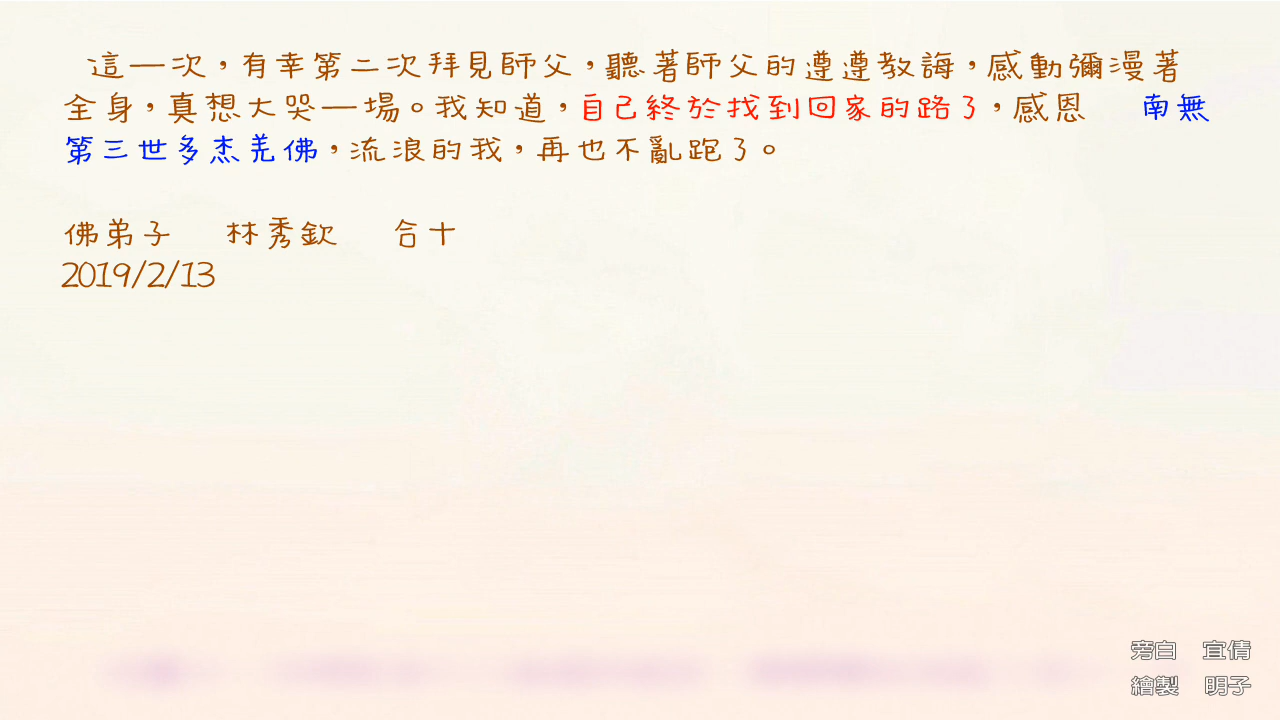 這一次，有幸第二次拜見師父，聽著師父的遵遵教誨，感動彌漫著
全身，真想大哭一場。我知道，自己終於找到回家的路了，感恩 南無
第三世多杰羌佛，流浪的我，再也不亂跑了。
佛弟子 林秀欽 合十
2019/2/13
旁白 宜倩
繪製 明子